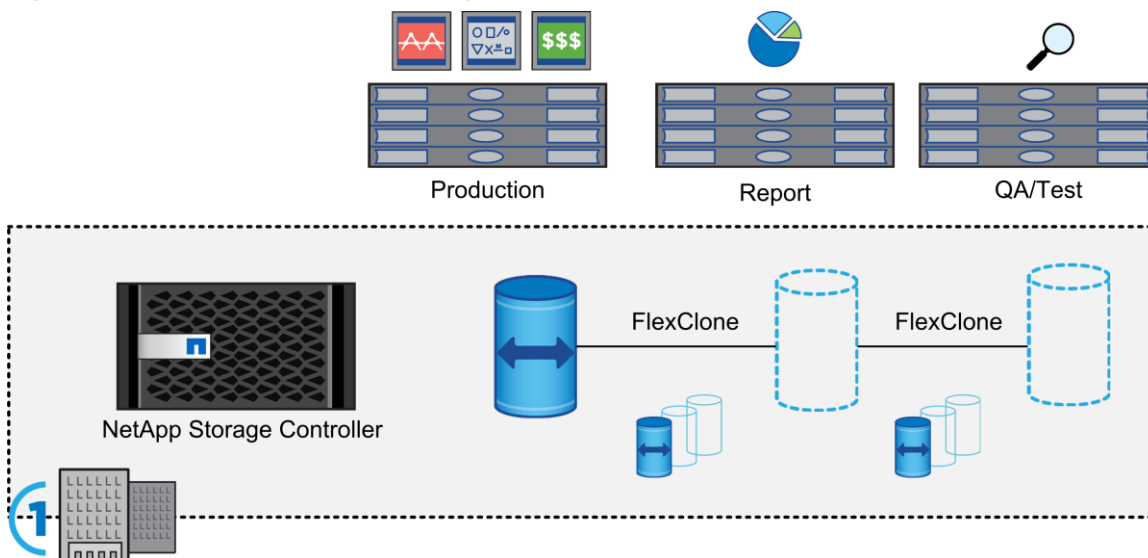 $$$
Production
Report
QA/Test
FlexClone
FlexClone
NetApp Storage Controller
1